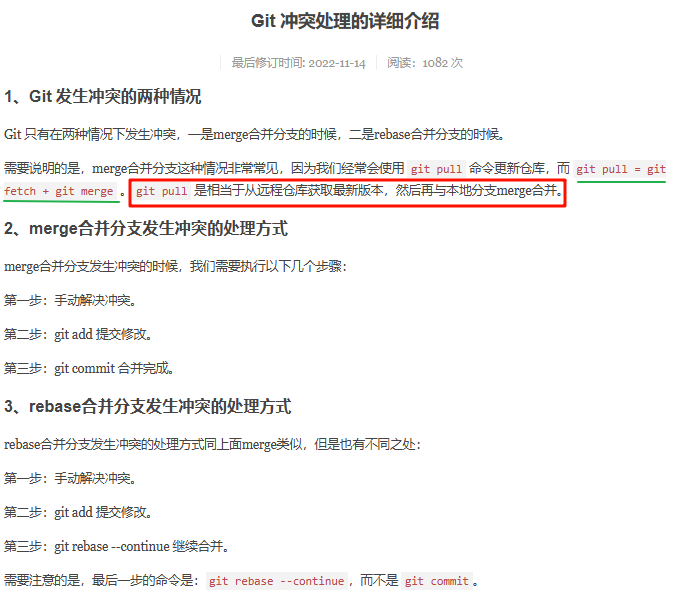 Git 冲突处理的详细介绍
最后修订时间: 2022-11-14 阅读：1082 次
1、Git 发生冲突的两种情况
Git 只有在两种情况下发生冲突，一是merge合并分支的时候，二是rebase合并分支的时候。
需要说明的是，merge合并分支这种情况非常常见，因为我们经常会使用 git pull 命令更新仓库，而 git pull = git
fetch + git merge 。git pull 是相当于从远程仓库获取最新版本，然后再与本地分支merge合并。
2、merge合并分支发生冲突的处理方式
merge合并分支发生冲突的时候，我们需要执行以下几个步骤：
第一步：手动解决冲突。
第二步：git add 提交修改。
第三步：git commit 合并完成。
3、rebase合并分支发生冲突的处理方式
rebase合并分支发生冲突的处理方式同上面merge类似，但是也有不同之处：
第一步：手动解决冲突。
第二步：git add 提交修改。
第三步：git rebase --continue 继续合并。
需要注意的是，最后一步的命令是：git rebase --continue，而不是 git commit。